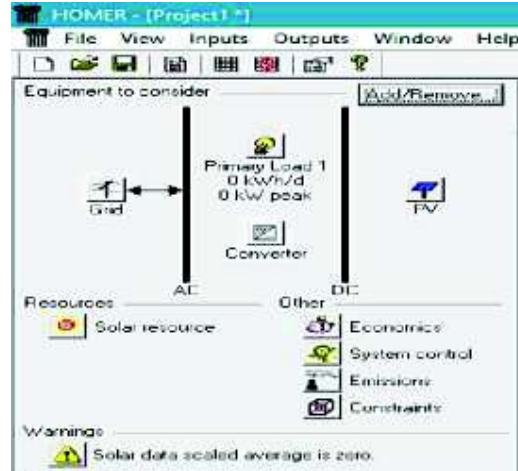 HOMER - [Project1 *]
File View Inputs Outputs Window Help
Equipment to consider Add/Remove...
Primary Load 1
0 kWh/d
0 kW peak
Grid
PV
Converter
AC DC
Resources Other
Solar resource Economics
System control
Emissions
Constraints
Warnings
Solar data scaled average is zero.